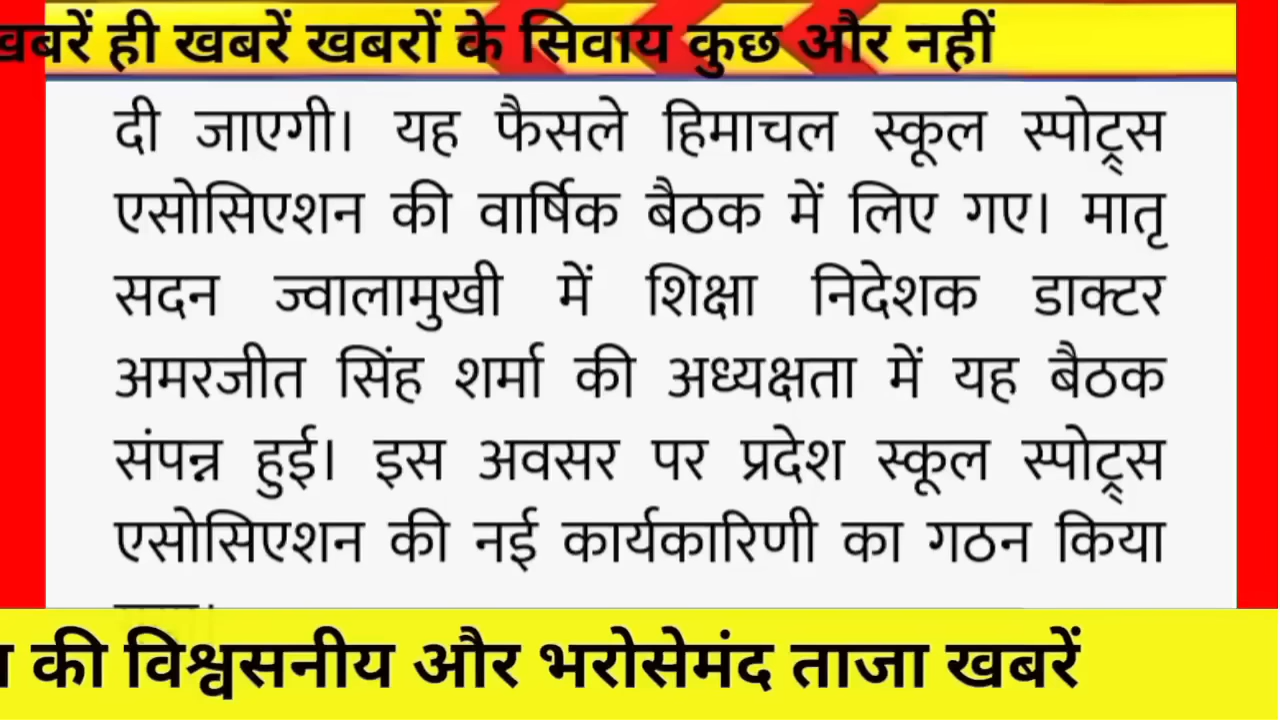 खबरें ही खबरें खबरों के सिवाय कुछ और नहीं
दी जाएगी। यह फैसले हिमाचल स्कूल स्पोट्र्स
एसोसिएशन की वार्षिक बैठक में लिए गए। मातृ
सदन ज्वालामुखी में शिक्षा निदेशक डाक्टर
अमरजीत सिंह शर्मा की अध्यक्षता में यह बैठक
संपन्न हुई। इस अवसर पर प्रदेश स्कूल स्पोट्र्स
एसोसिएशन की नई कार्यकारिणी का गठन किया
की विश्वसनीय और भरोसेमंद ताजा खबरें